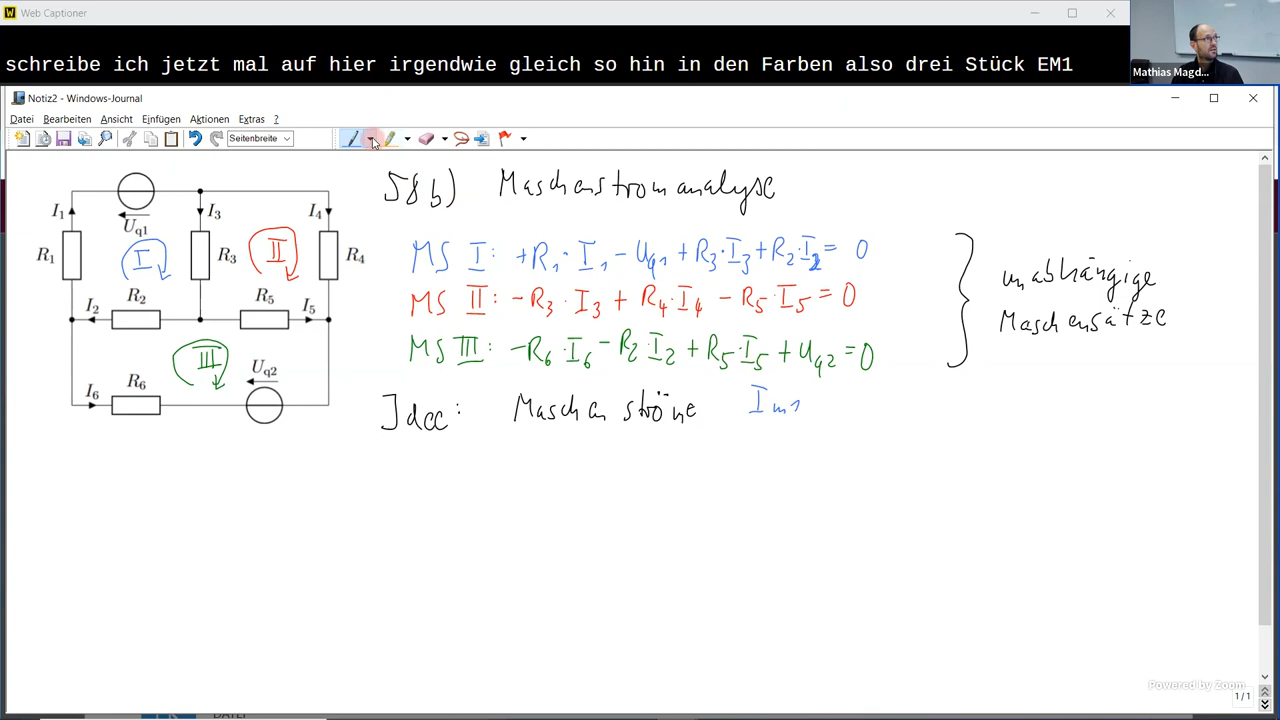 Web Captioner
schreibe ich jetzt mal auf hier irgendwie gleich so hin in den Farben also drei Stück EM1
Mathias Magd...
Notiz2 - Windows-Journal
Datei Bearbeiten Ansicht Einfügen Aktionen Extras ?
Seitenbreite
58 b) Maschenstromanalyse
I1 Uq1 I3 I4
R1 I R3 II R4
I2 R2 R5 I5
III
I6 R6 Uq2
MS I: +R1·I1 - Uq1 + R3·I3 + R2·I2 = 0
MS II: -R3·I3 + R4·I4 - R5·I5 = 0
MS III: -R6·I6 - R2·I2 + R5·I5 + Uq2 = 0
unabhängige
Maschensätze
Idee: Maschenströme Im1
Powered by Zoom
1/1